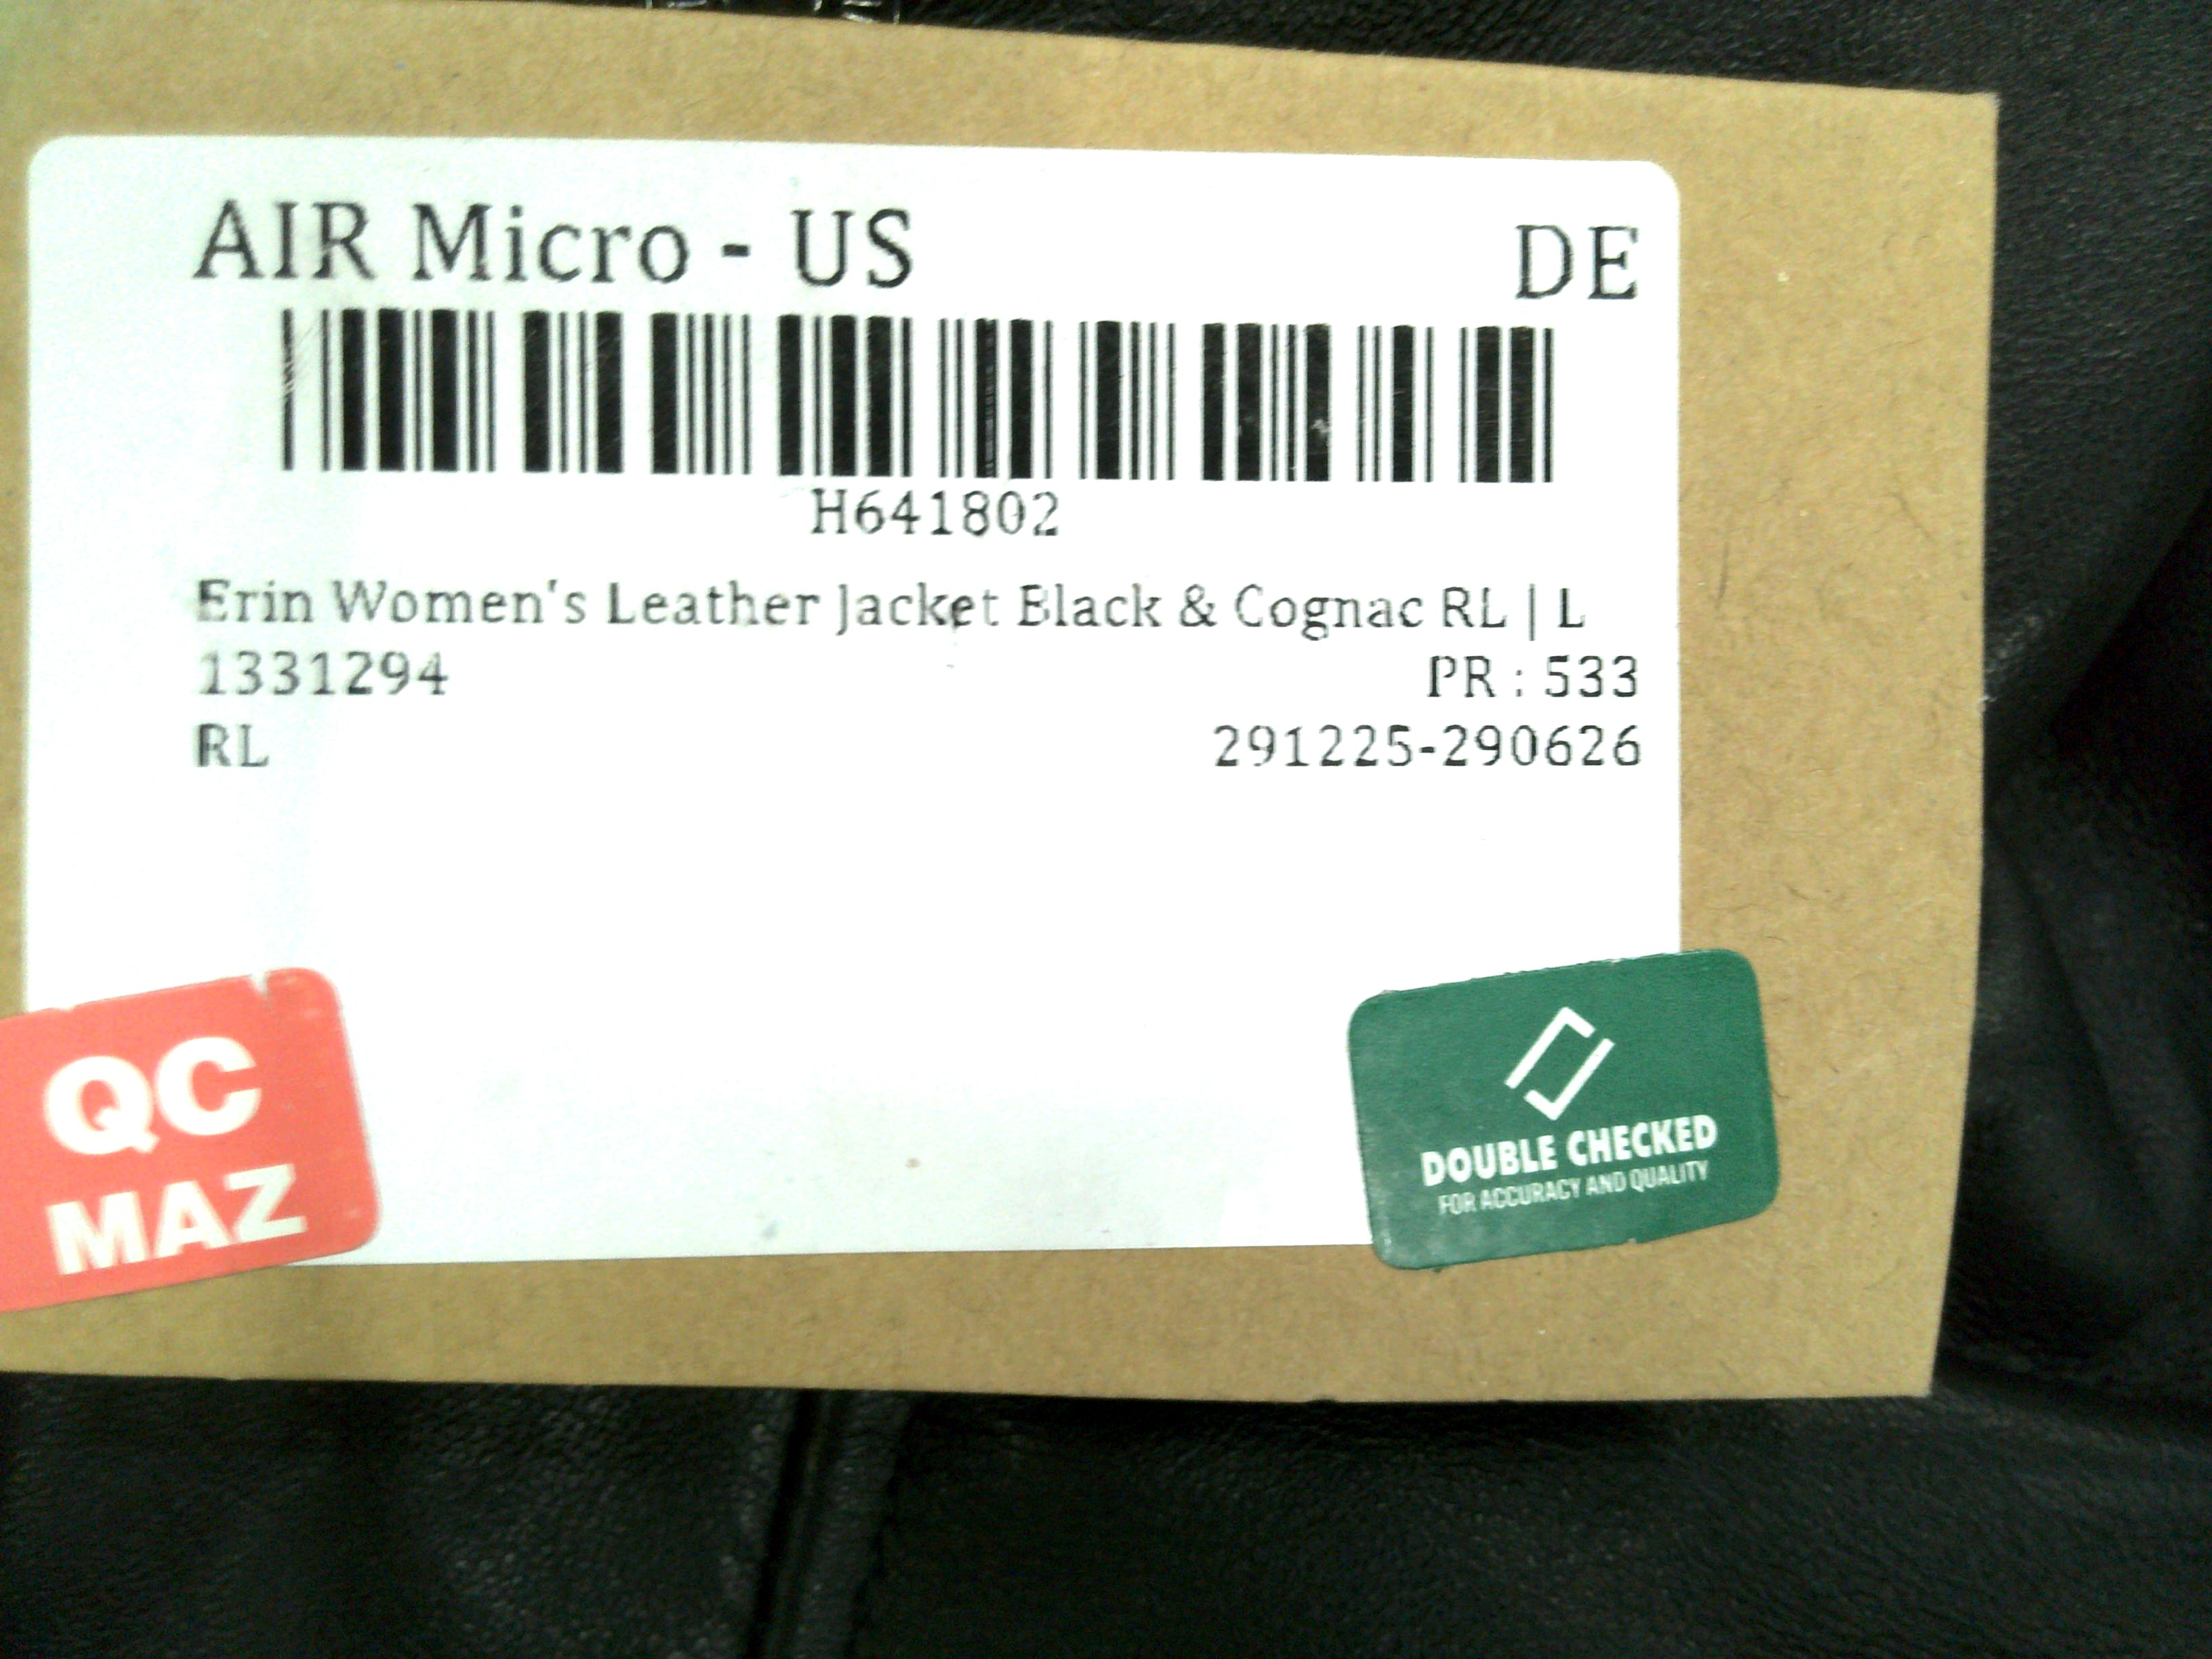 AIR Micro - US DE
H641802
Erin Women's Leather Jacket Black & Cognac RL | L
1331294 PR : 533
RL 291225-290626
QC
MAZ
DOUBLE CHECKED
FOR ACCURACY AND QUALITY